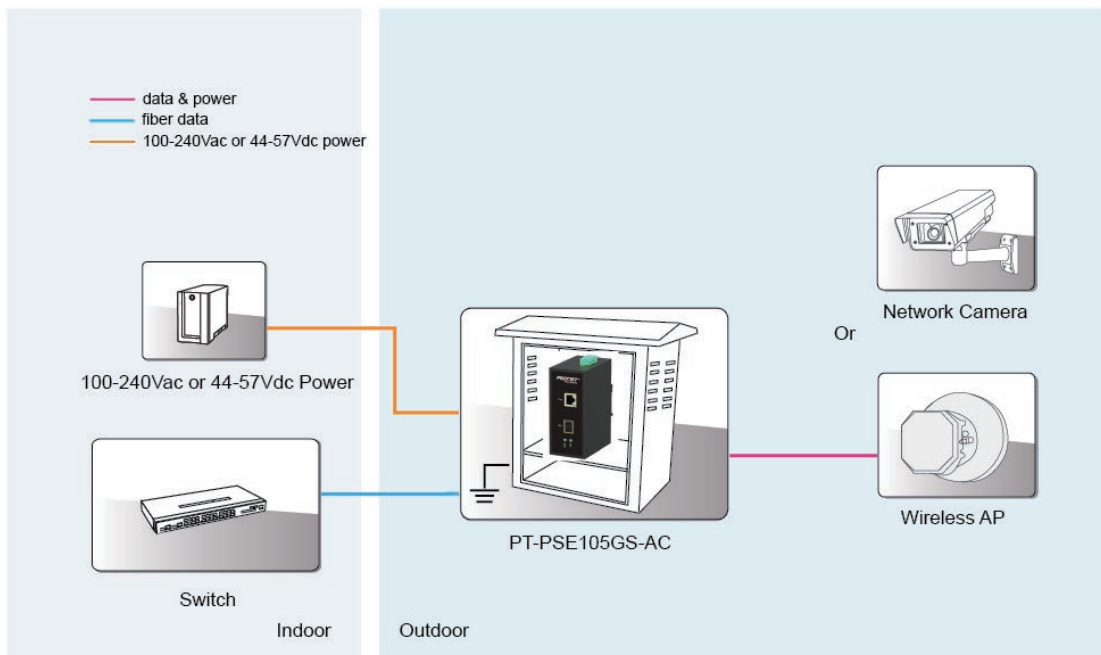 data & power
fiber data
100-240Vac or 44-57Vdc power
Network Camera
Or
100-240Vac or 44-57Vdc Power
Wireless AP
PT-PSE105GS-AC
Switch
Indoor
Outdoor